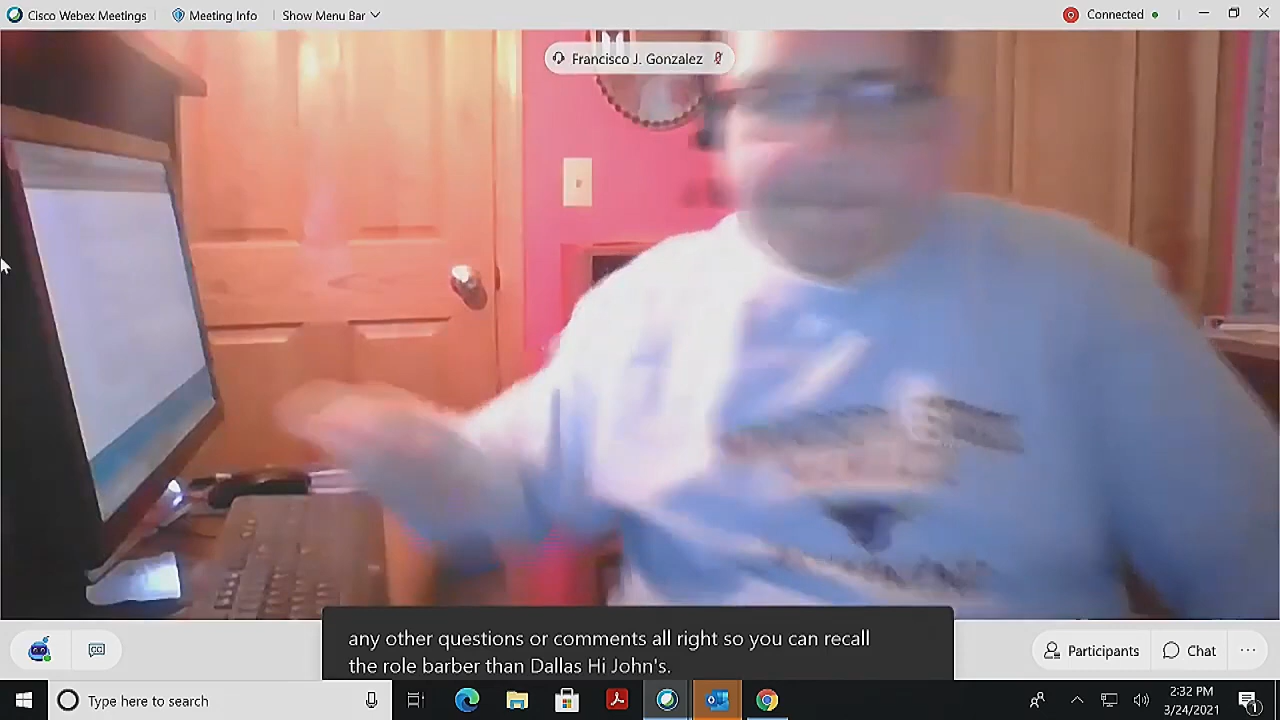 Cisco Webex Meetings
Meeting Info
Show Menu Bar
Connected
Francisco J. Gonzalez
any other questions or comments all right so you can recall
the role barber than Dallas Hi John's.
Participants
Chat
Type here to search
2:32 PM
3/24/2021
1